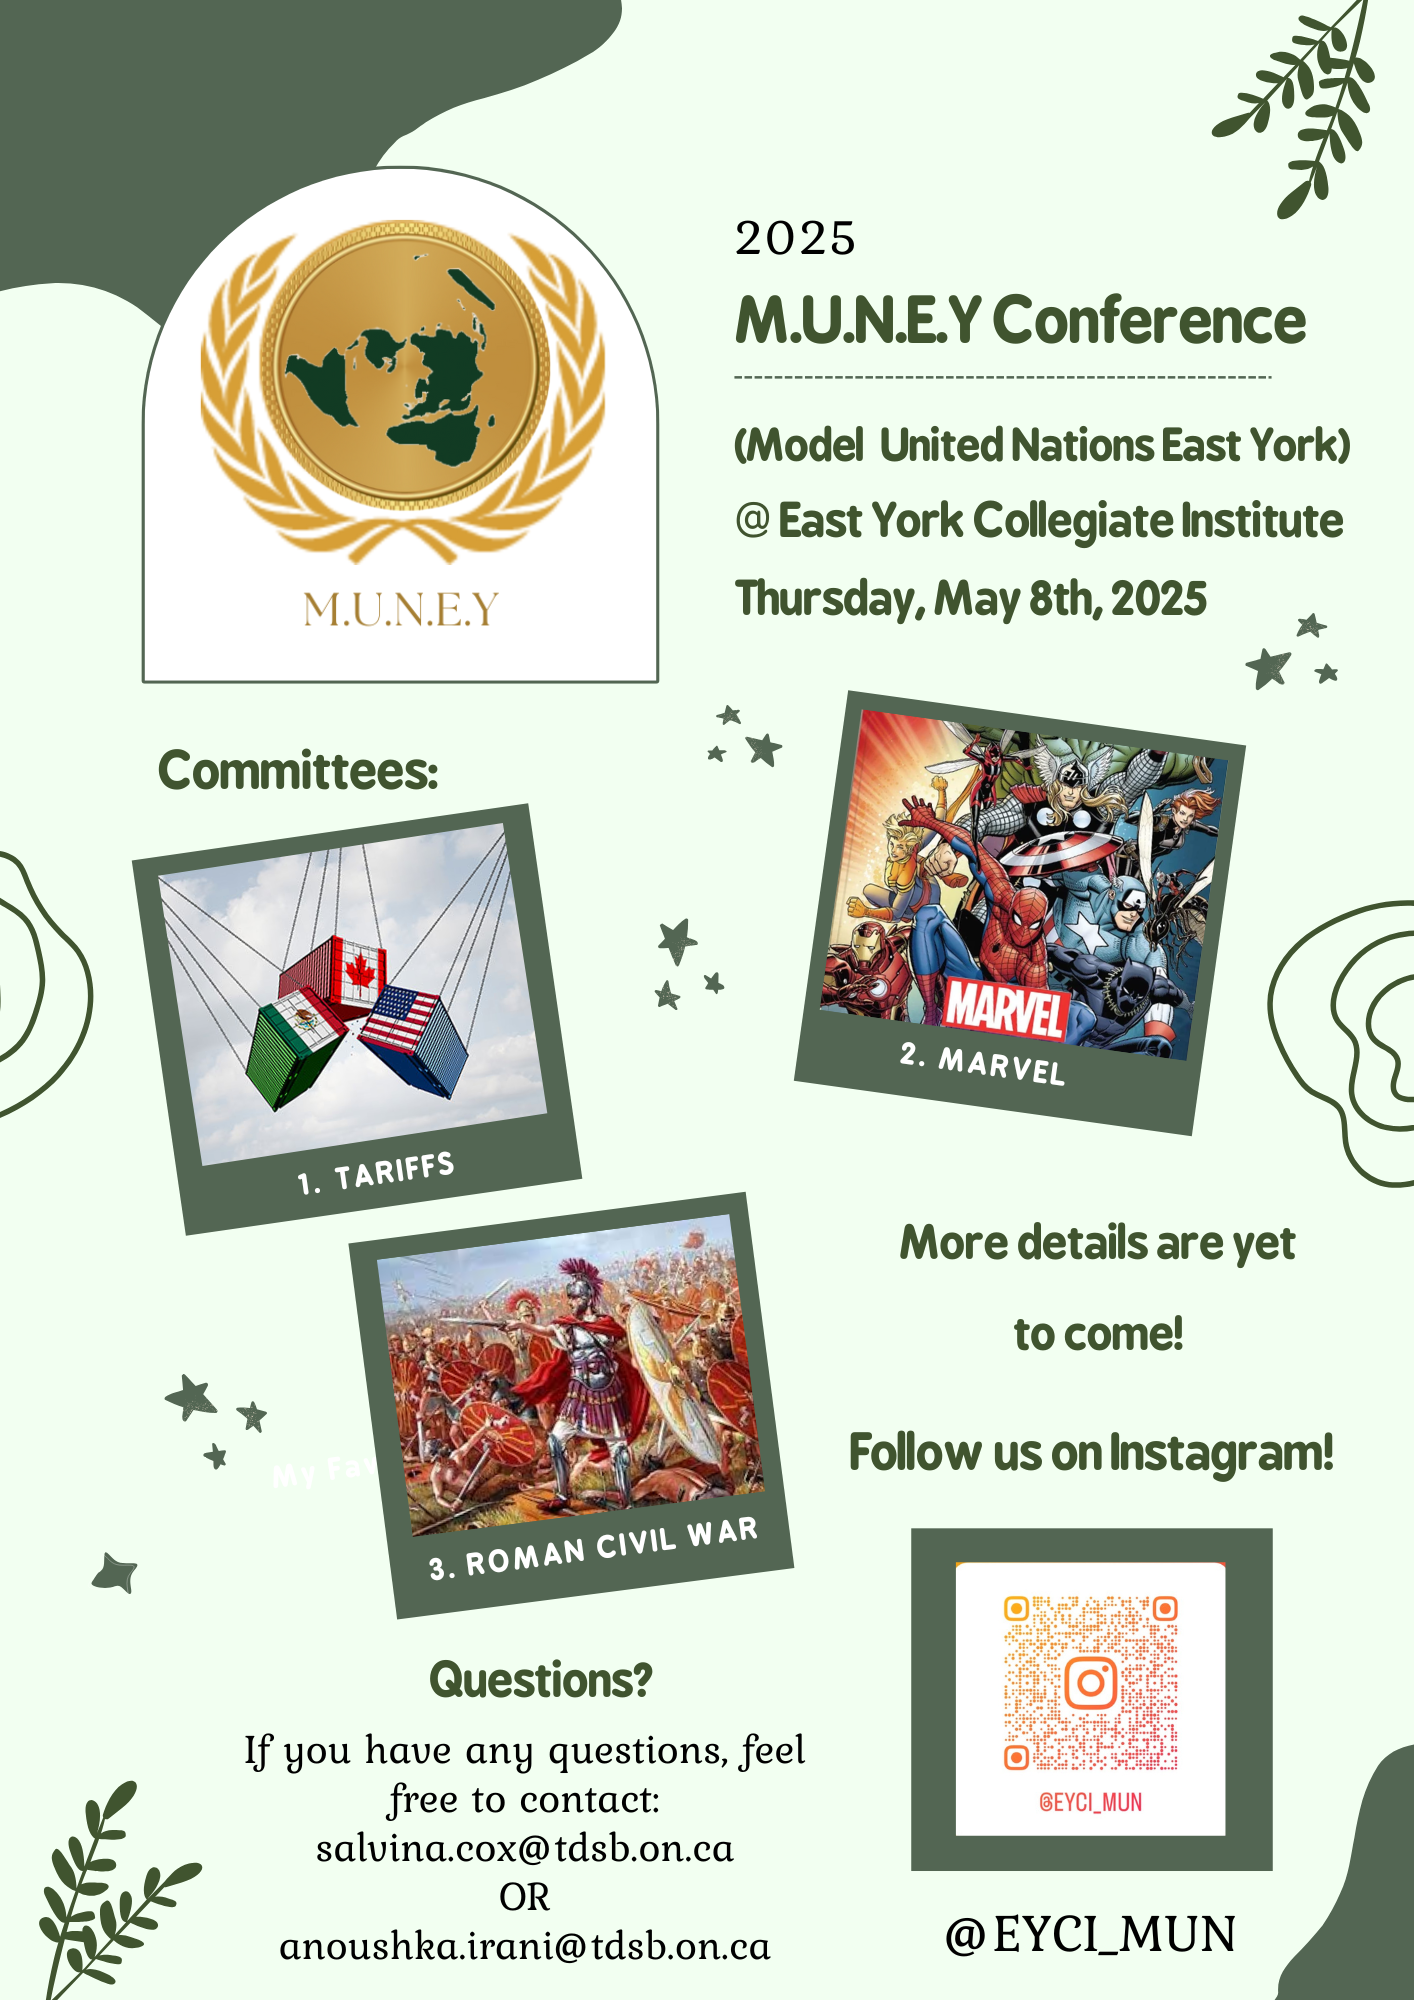 2025
M.U.N.E.Y Conference
(Model United Nations East York)
@ East York Collegiate Institute
Thursday, May 8th, 2025
M.U.N.E.Y
Committees:
1. TARIFFS
MARVEL
2. MARVEL
3. ROMAN CIVIL WAR
My Fav
More details are yet
to come!
Follow us on Instagram!
@EYCI_MUN
@EYCI_MUN
Questions?
If you have any questions, feel
free to contact:
salvina.cox@tdsb.on.ca
OR
anoushka.irani@tdsb.on.ca